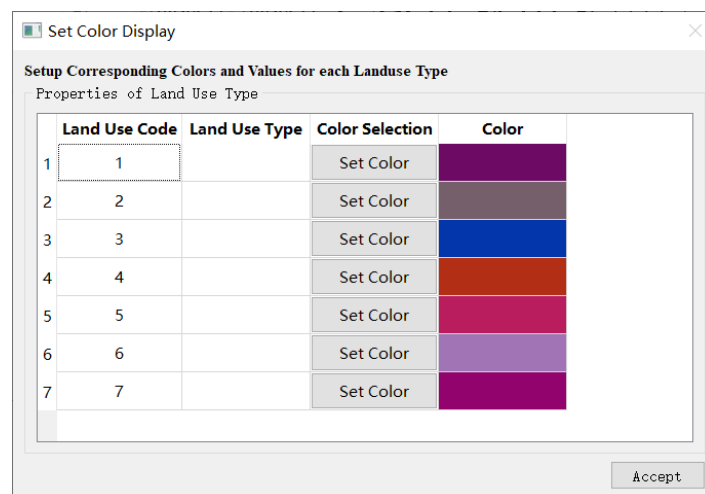 Set Color Display
Setup Corresponding Colors and Values for each Landuse Type
Properties of Land Use Type
Land Use Code Land Use Type Color Selection Color
1 1 Set Color
2 2 Set Color
3 3 Set Color
4 4 Set Color
5 5 Set Color
6 6 Set Color
7 7 Set Color
Accept